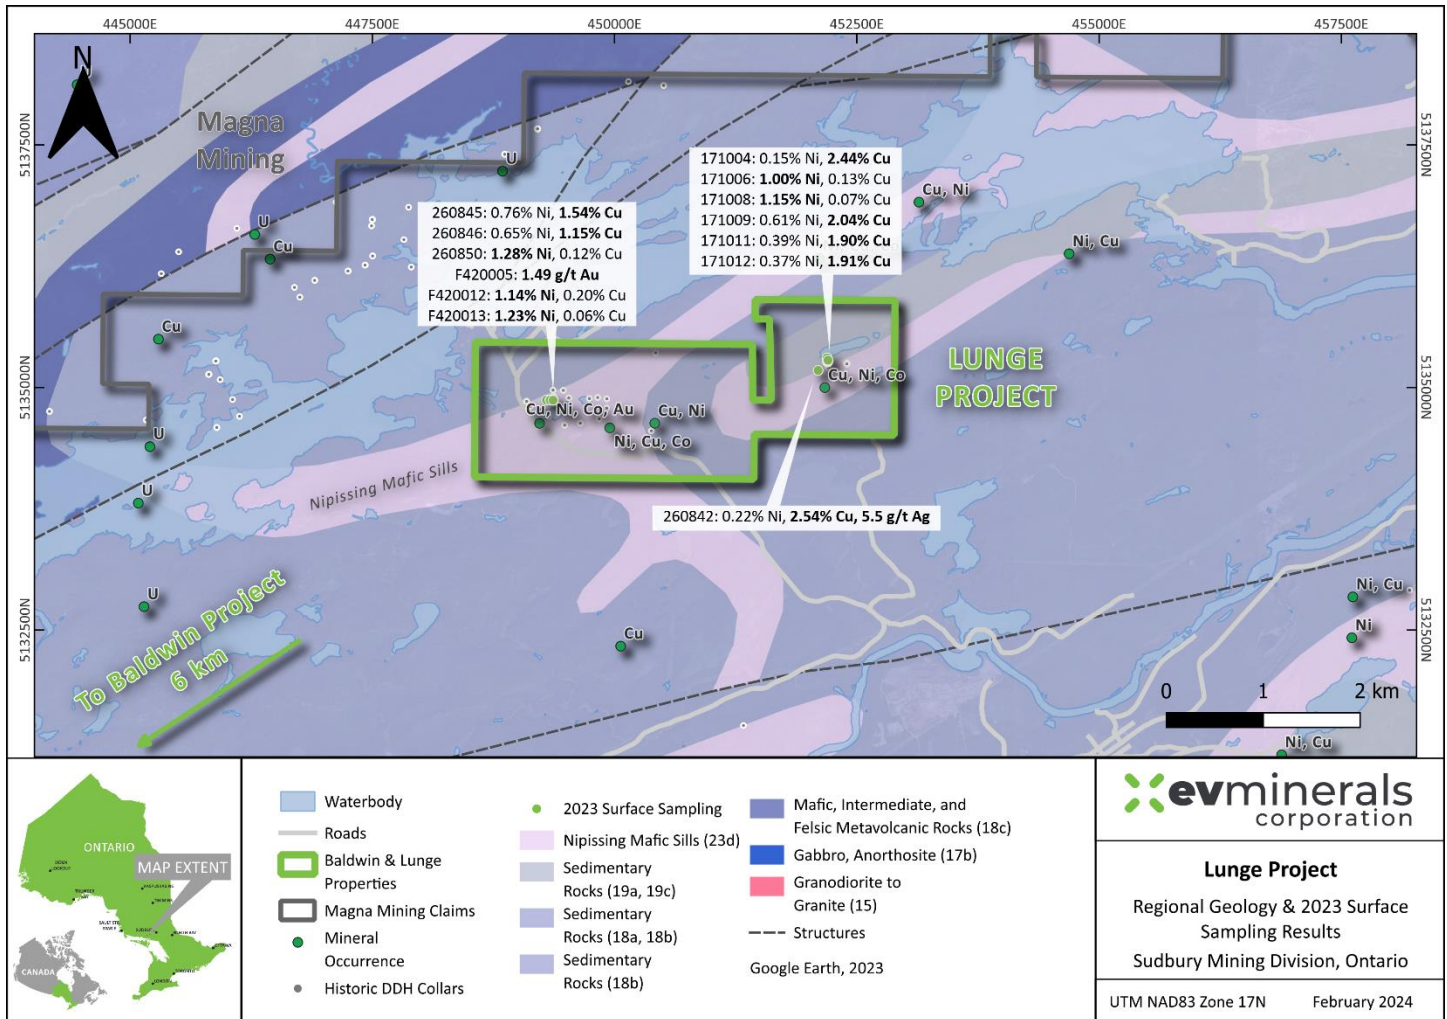 445000E
447500E
450000E
452500E
455000E
457500E
N
5137500N
5135000N
5132500N
5137500N
5135000N
5132500N
Magna
Mining
U
U
Cu
Cu
U
U
U
260845: 0.76% Ni, 1.54% Cu
260846: 0.65% Ni, 1.15% Cu
260850: 1.28% Ni, 0.12% Cu
F420005: 1.49 g/t Au
F420012: 1.14% Ni, 0.20% Cu
F420013: 1.23% Ni, 0.06% Cu
171004: 0.15% Ni, 2.44% Cu
171006: 1.00% Ni, 0.13% Cu
171008: 1.15% Ni, 0.07% Cu
171009: 0.61% Ni, 2.04% Cu
171011: 0.39% Ni, 1.90% Cu
171012: 0.37% Ni, 1.91% Cu
Cu, Ni
Ni, Cu
Cu, Ni, Co
LUNGE
PROJECT
Cu, Ni, Co, Au
Cu, Ni
Ni, Cu, Co
Nipissing Mafic Sills
260842: 0.22% Ni, 2.54% Cu, 5.5 g/t Ag
To Baldwin Project
6 km
Cu
Ni, Cu
Ni
Ni, Cu
0 1 2 km
ONTARIO
MAP EXTENT
CANADA
Waterbody
Roads
Baldwin & Lunge
Properties
Magna Mining Claims
Mineral
Occurrence
Historic DDH Collars
2023 Surface Sampling
Nipissing Mafic Sills (23d)
Sedimentary
Rocks (19a, 19c)
Sedimentary
Rocks (18a, 18b)
Sedimentary
Rocks (18b)
Mafic, Intermediate, and
Felsic Metavolcanic Rocks (18c)
Gabbro, Anorthosite (17b)
Granodiorite to
Granite (15)
Structures
Google Earth, 2023
evminerals
corporation
Lunge Project
Regional Geology & 2023 Surface
Sampling Results
Sudbury Mining Division, Ontario
UTM NAD83 Zone 17N February 2024